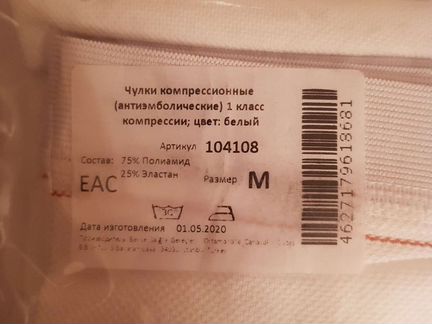 Чулки компрессионные
(антиэмболические) 1 класс
компрессии; цвет: белый
Артикул 104108
Состав: 75% Полиамид
25% Эластан
EAC
Размер M
Дата изготовления 01.05.2020
4627179618681